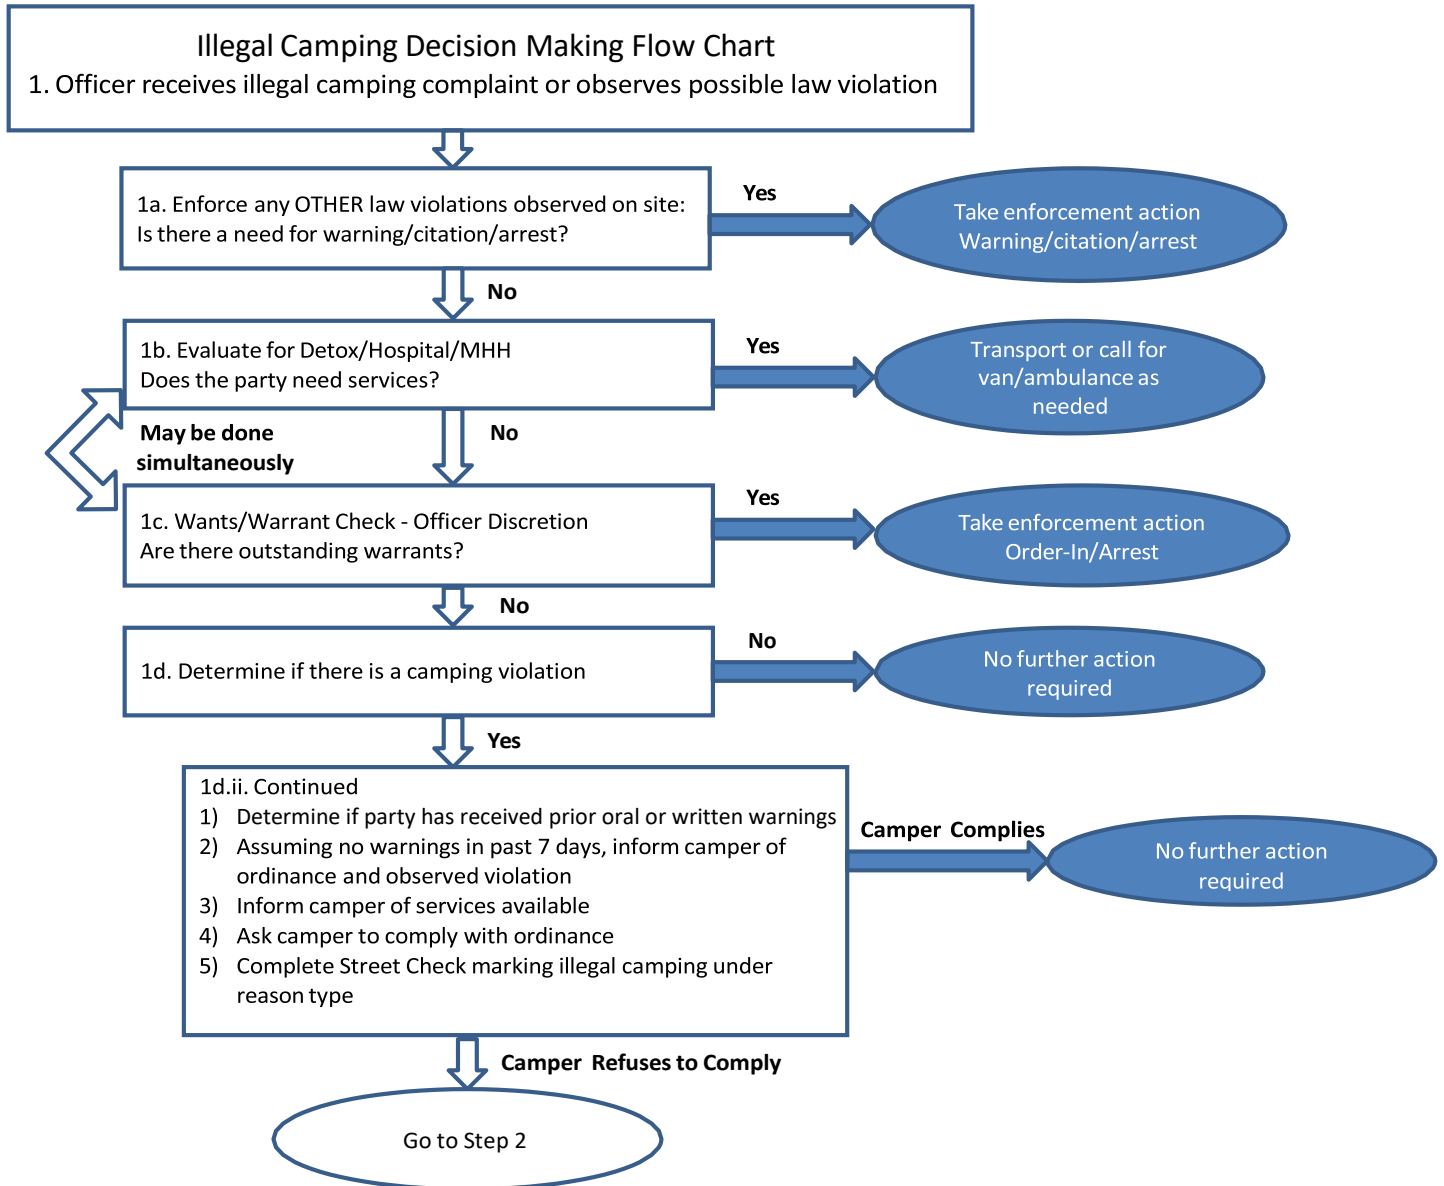 Illegal Camping Decision Making Flow Chart
1. Officer receives illegal camping complaint or observes possible law violation
1a. Enforce any OTHER law violations observed on site:
Is there a need for warning/citation/arrest?
Yes
Take enforcement action
Warning/citation/arrest
No
1b. Evaluate for Detox/Hospital/MHH
Does the party need services?
Yes
Transport or call for
van/ambulance as
needed
May be done
simultaneously
No
1c. Wants/Warrant Check - Officer Discretion
Are there outstanding warrants?
Yes
Take enforcement action
Order-In/Arrest
No
1d. Determine if there is a camping violation
No
No further action
required
Yes
1d.ii. Continued
1) Determine if party has received prior oral or written warnings
2) Assuming no warnings in past 7 days, inform camper of
ordinance and observed violation
3) Inform camper of services available
4) Ask camper to comply with ordinance
5) Complete Street Check marking illegal camping under
reason type
Camper Complies
No further action
required
Camper Refuses to Comply
Go to Step 2